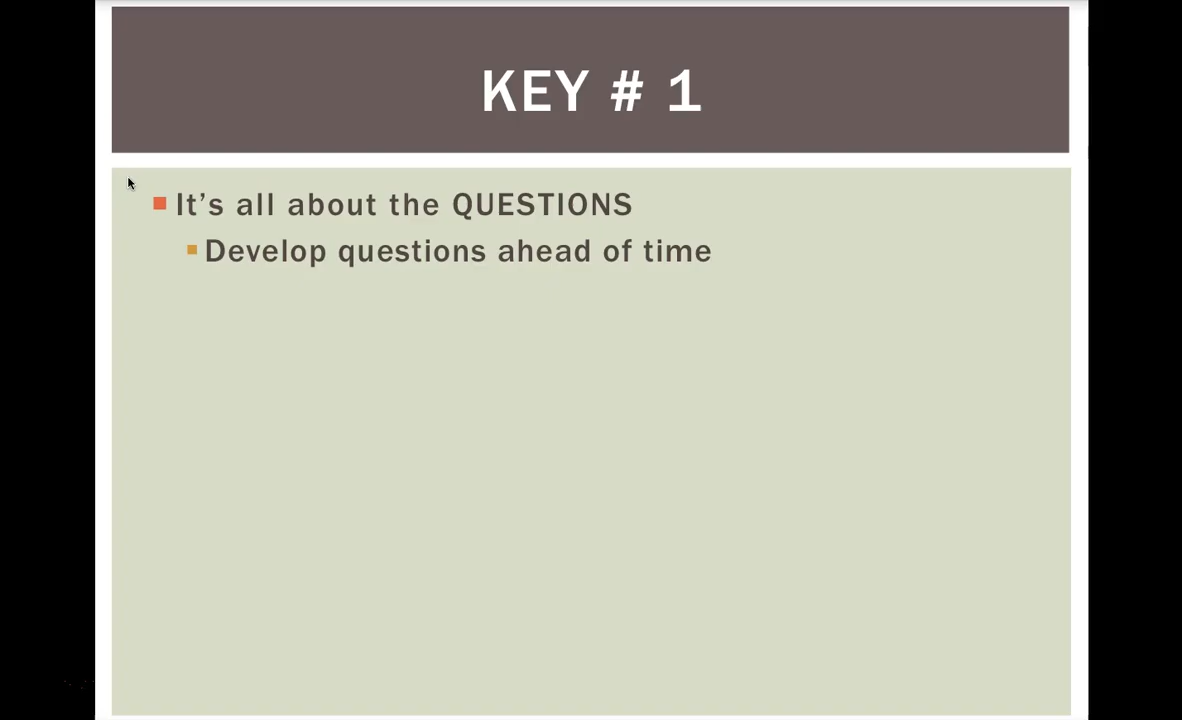 KEY # 1
It's all about the QUESTIONS
Develop questions ahead of time